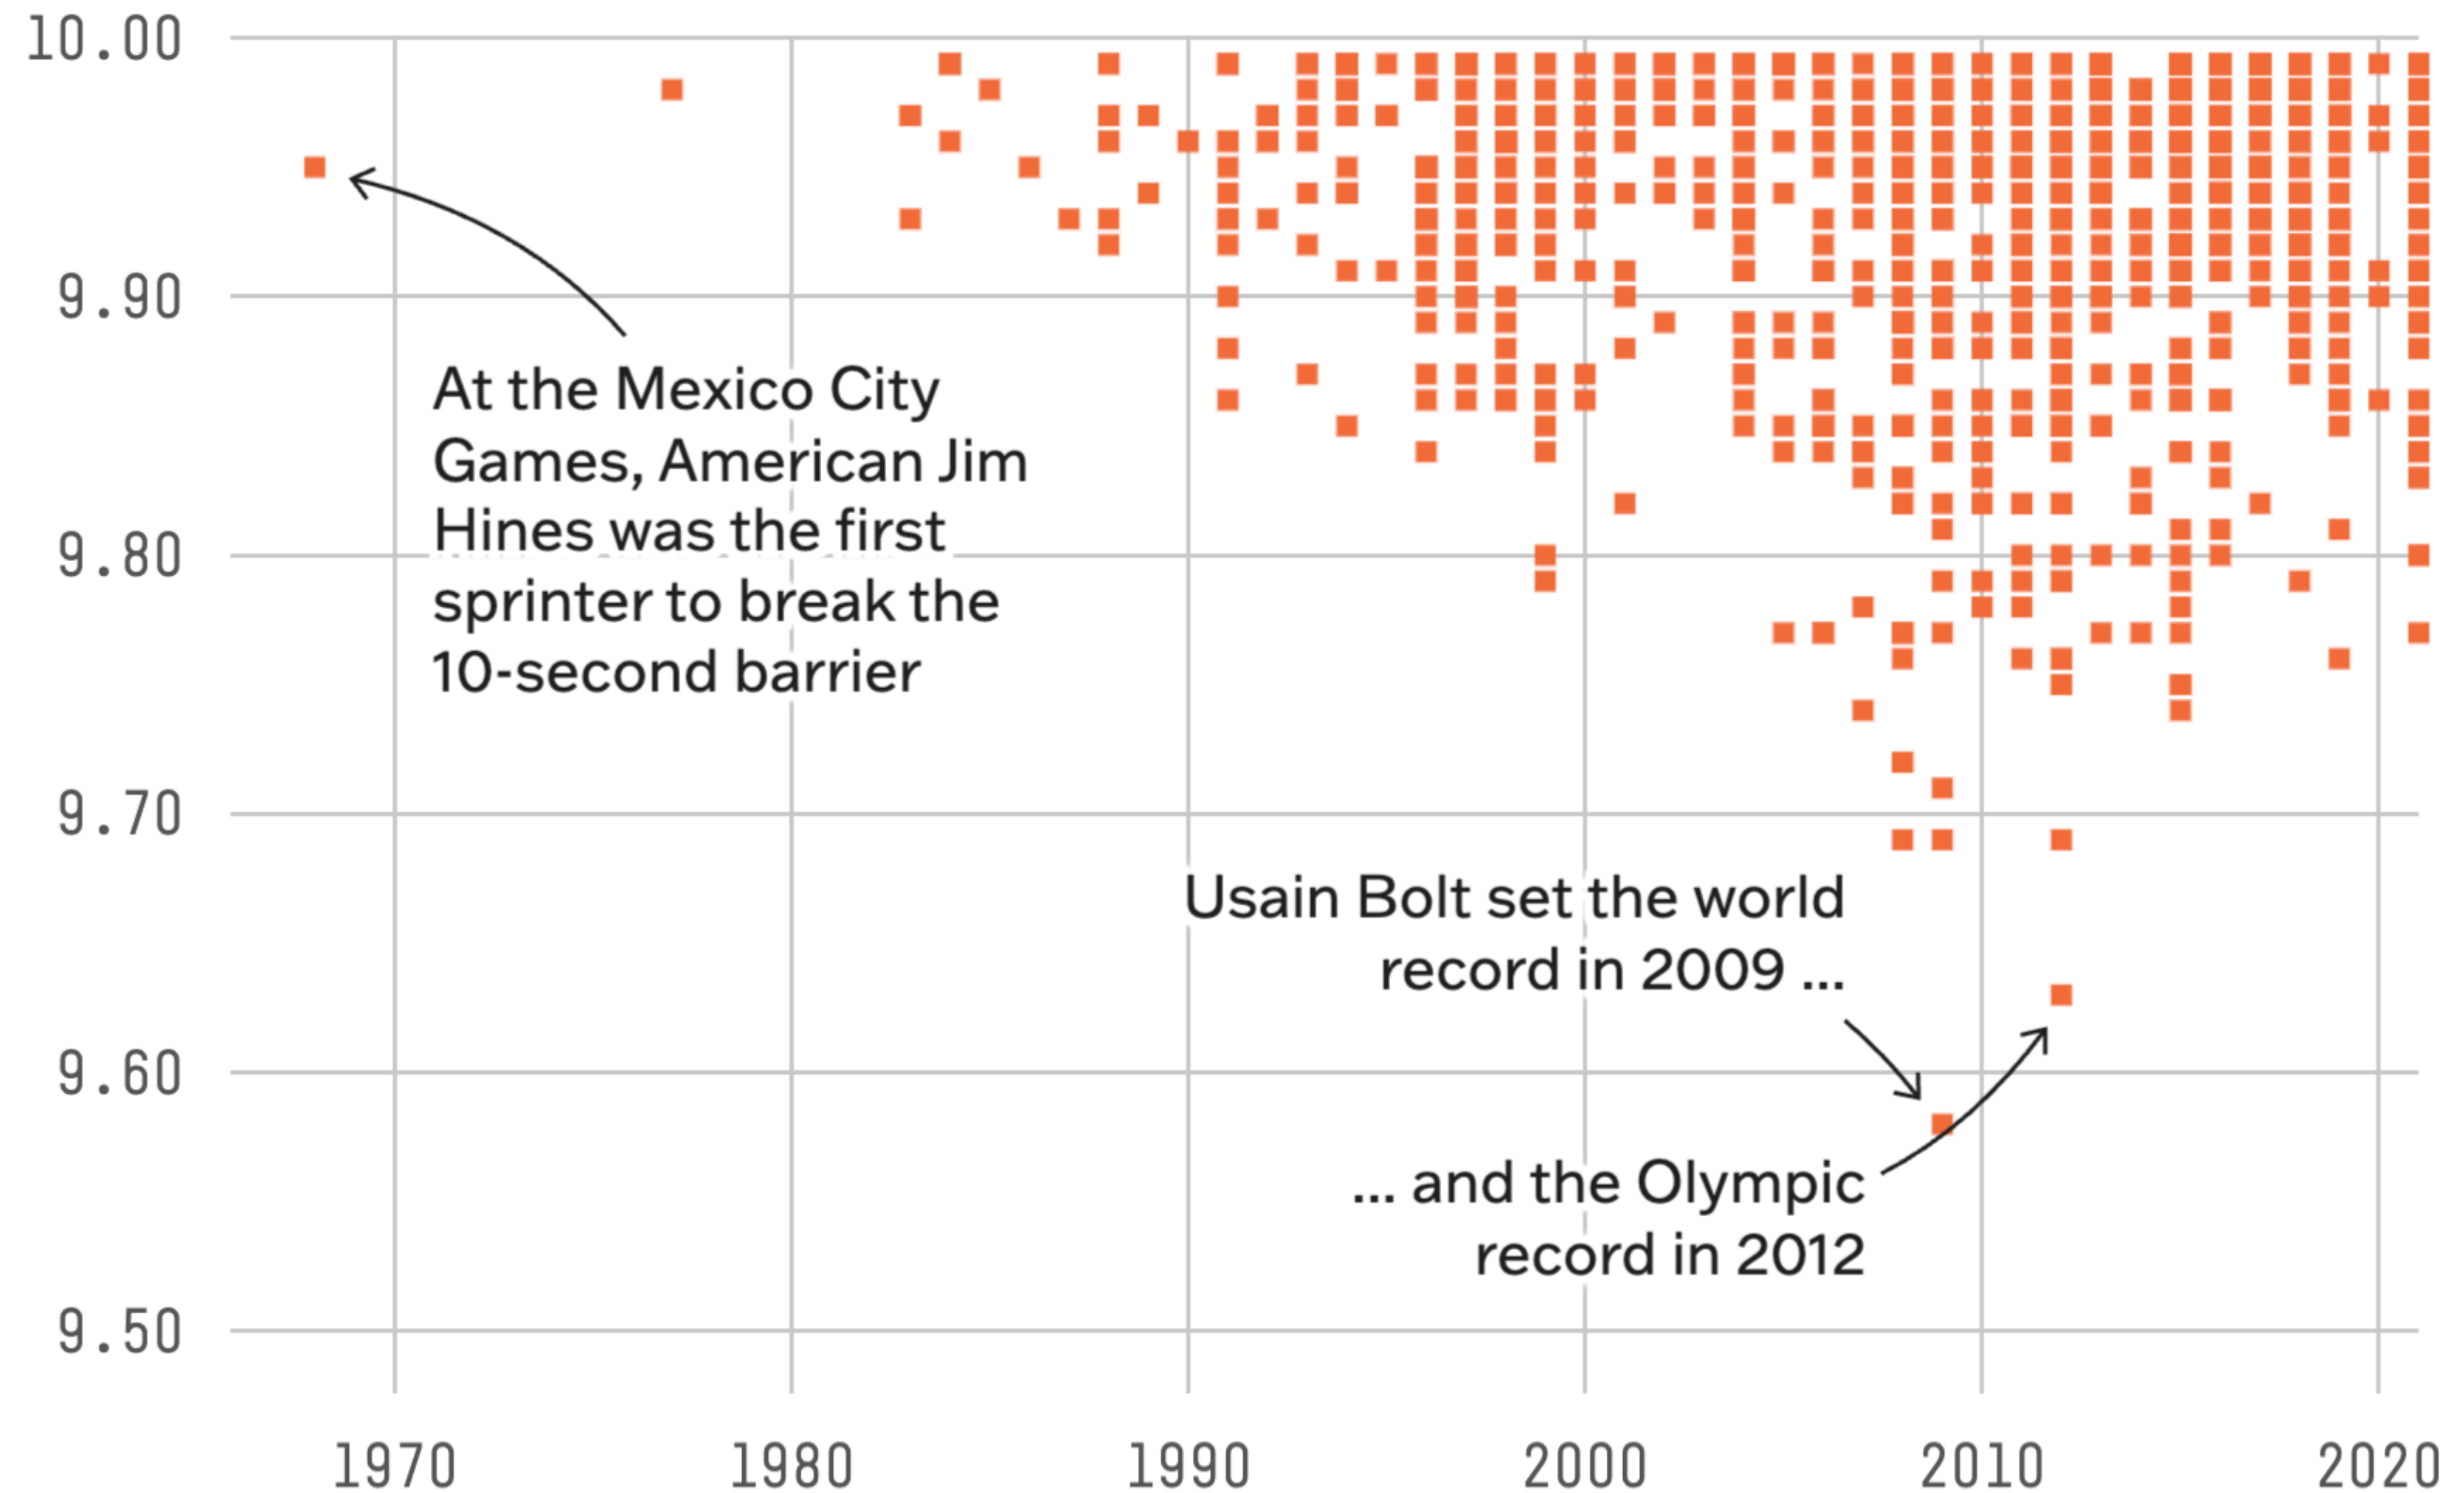 10.00
9.90
At the Mexico City
Games, American Jim
Hines was the first
sprinter to break the
10-second barrier
9.80
9.70
Usain Bolt set the world
record in 2009 ...
9.60
... and the Olympic
record in 2012
9.50
1970 1980 1990 2000 2010 2020